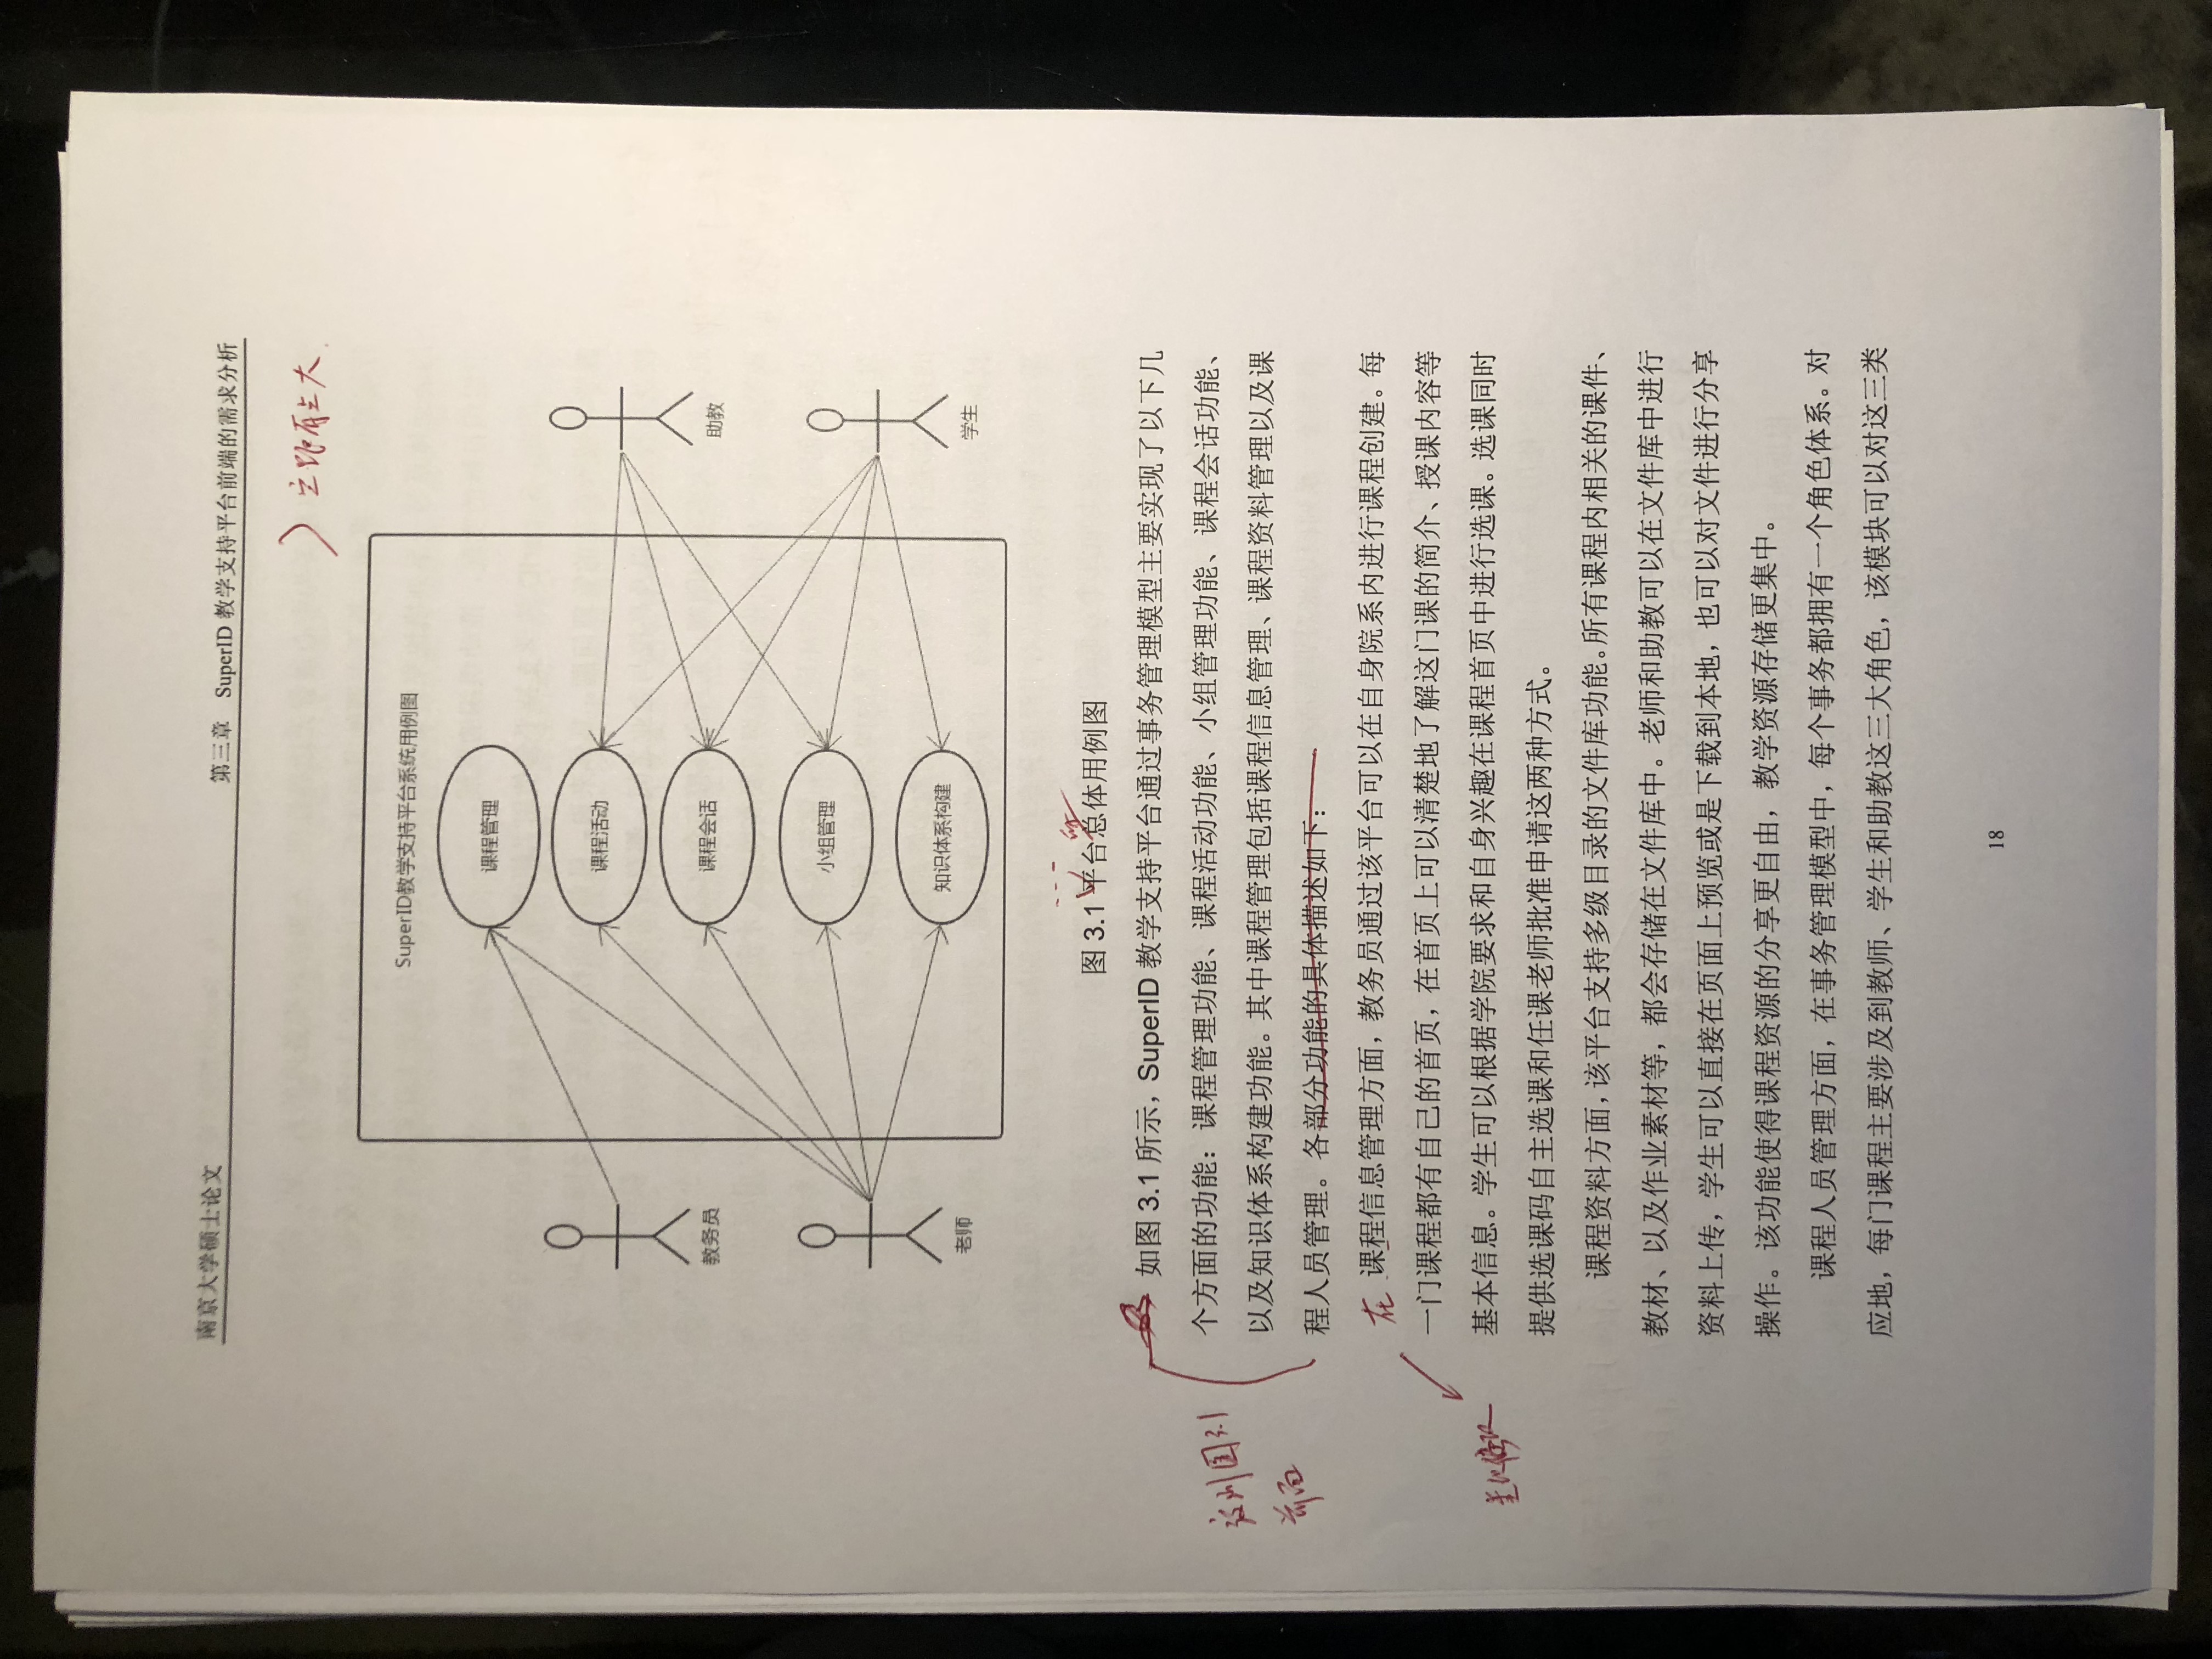 南京大学硕士论文
第三章 SuperID 教学支持平台前端的需求分析
空距有点大
SuperID教学支持平台系统用例图
课程管理
课程活动
课程会话
小组管理
知识体系构建
教务员
老师
助教
学生
图 3.1 平台总体用例图
如图 3.1 所示，SuperID 教学支持平台通过事务管理模型主要实现了以下几
个方面的功能：课程管理功能、课程活动功能、小组管理功能、课程会话功能、
以及知识体系构建功能。其中课程管理包括课程信息管理、课程资料管理以及课
程人员管理。各部分功能的具体描述如下：
放到图3.1
前面
在
课程信息管理方面，教务员通过该平台可以在自身院系内进行课程创建。每
一门课程都有自己的首页，在首页上可以清楚地了解这门课的简介、授课内容等
基本信息。学生可以根据学院要求和自身兴趣在课程首页中进行选课。选课同时
提供选课码自主选课和任课老师批准申请这两种方式。
课程资料方面，该平台支持多级目录的文件库功能。所有课程内相关的课件、
教材、以及作业素材等，都会存储在文件库中。老师和助教可以在文件库中进行
资料上传，学生可以直接在页面上预览或是下载到本地，也可以对文件进行分享
操作。该功能使得课程资源的分享更自由，教学资源存储更集中。
课程人员管理方面，在事务管理模型中，每个事务都拥有一个角色体系。对
应地，每门课程主要涉及到教师、学生和助教这三大角色，该模块可以对这三类
18